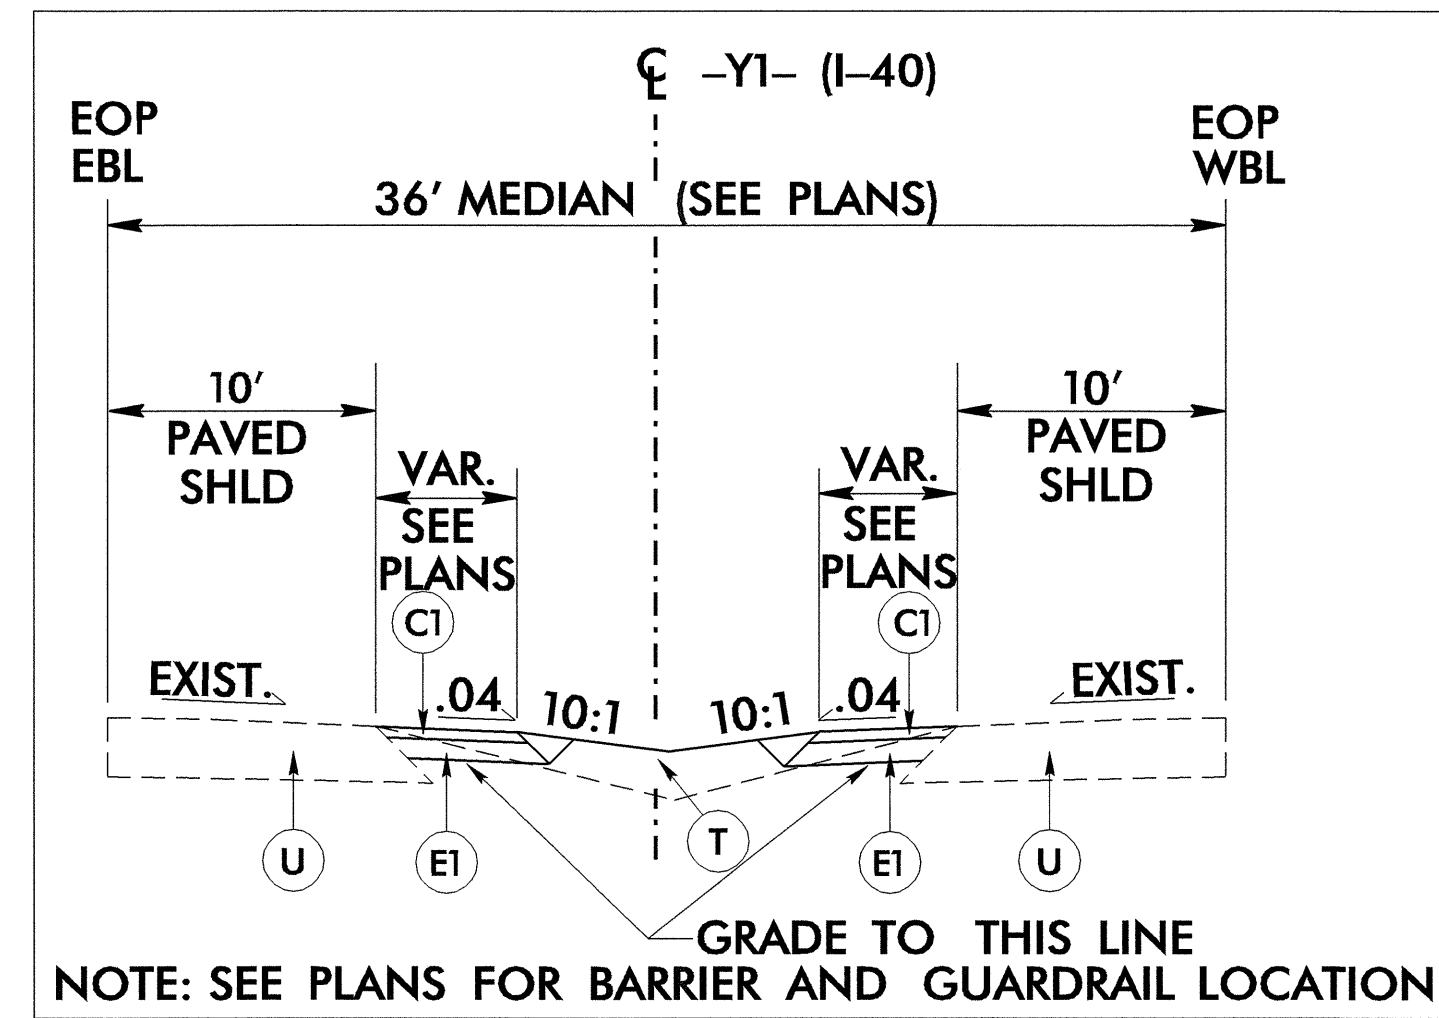 ℄ –Y1– (I–40)
EOP
EBL
EOP
WBL
36' MEDIAN (SEE PLANS)
10'
PAVED
SHLD
10'
PAVED
SHLD
VAR.
SEE
PLANS
VAR.
SEE
PLANS
C1
C1
EXIST.
.04
10:1
10:1
.04
EXIST.
U
E1
T
E1
U
GRADE TO THIS LINE
NOTE: SEE PLANS FOR BARRIER AND GUARDRAIL LOCATION